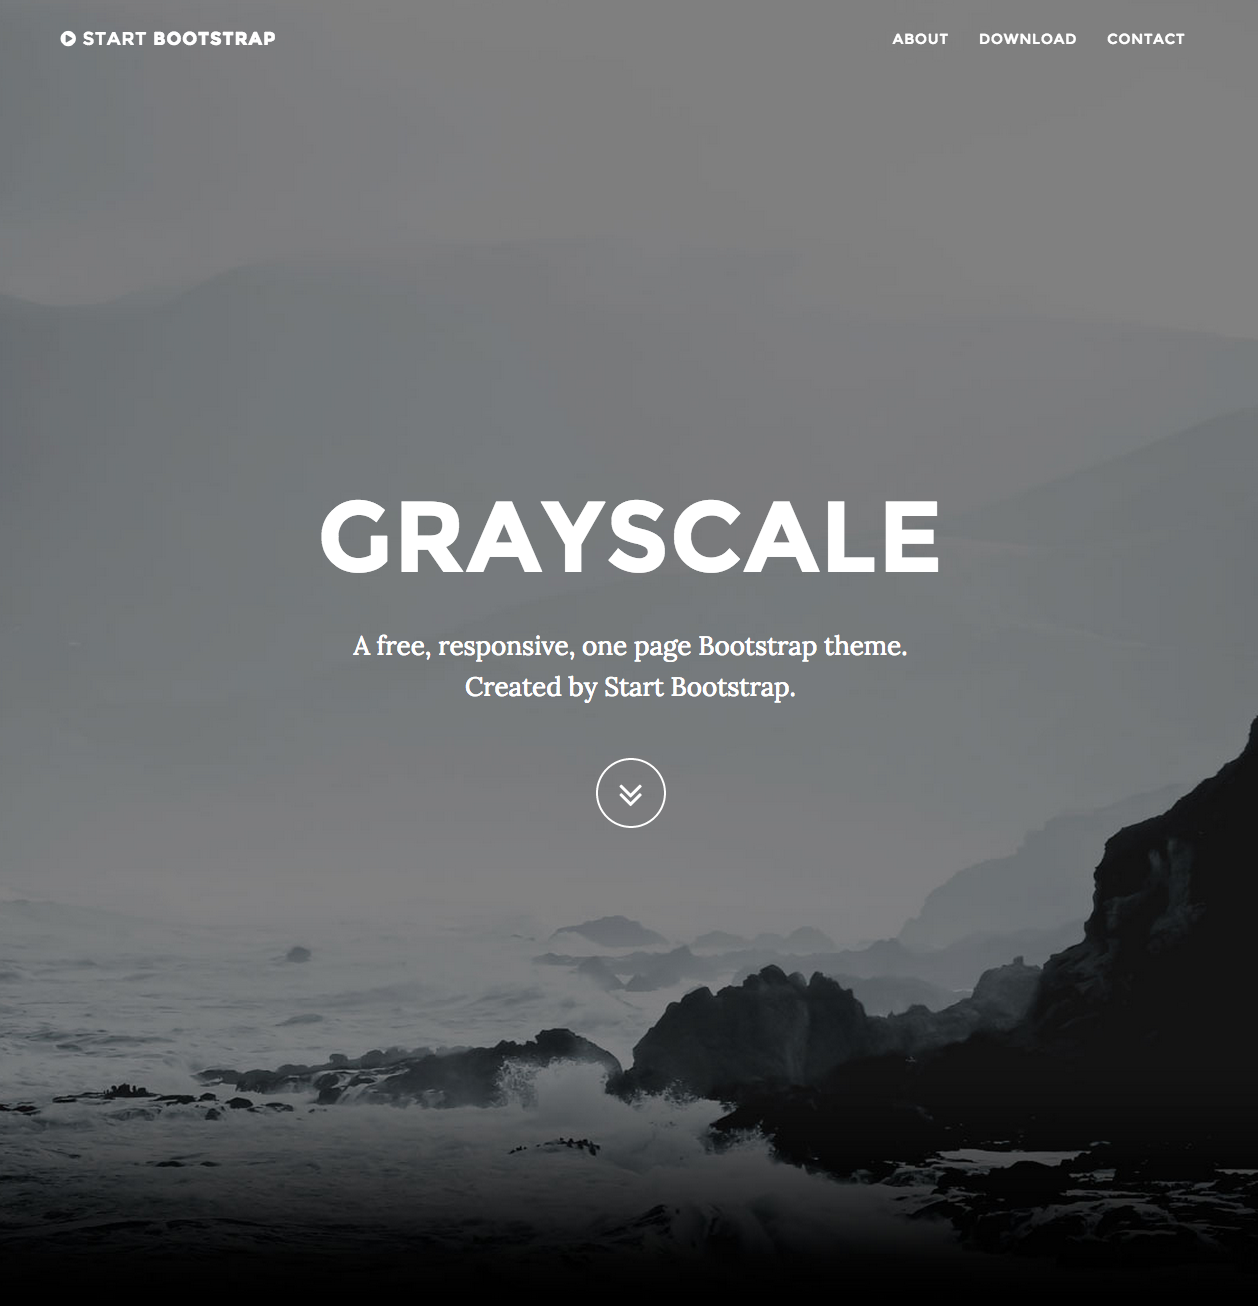 START BOOTSTRAP
ABOUT DOWNLOAD CONTACT
GRAYSCALE
A free, responsive, one page Bootstrap theme.
Created by Start Bootstrap.